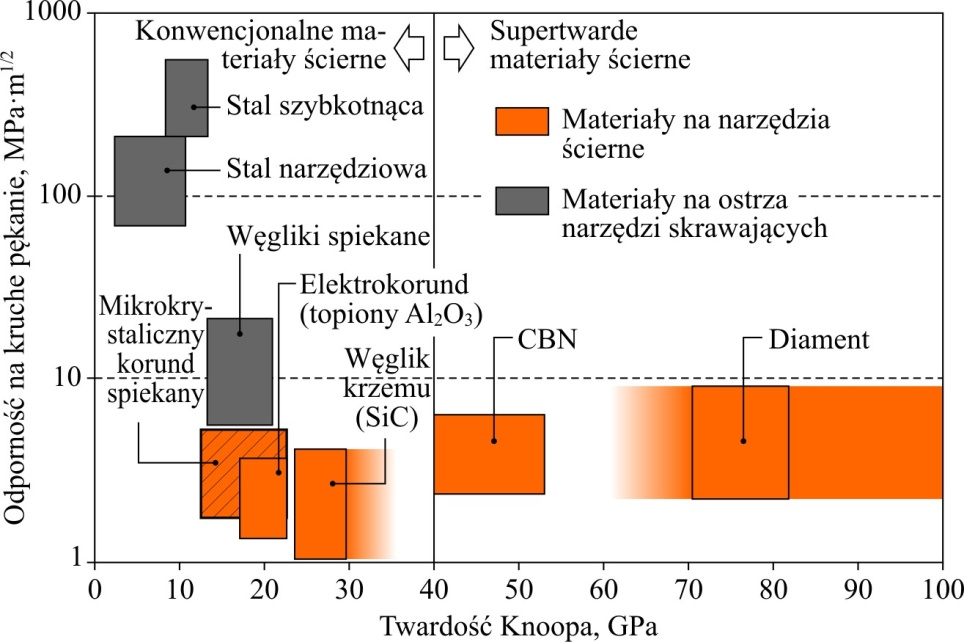 1000
Konwencjonalne ma-
teriały ścierne
Supertwarde
materiały ścierne
Stal szybkotnąca
Materiały na narzędzia
ścierne
Stal narzędziowa
100
Materiały na ostrza
narzędzi skrawających
Węgliki spiekane
Elektrokorund
(topiony Al₂O₃)
Mikrokry-
staliczny
korund
spiekany
Węglik
krzemu
(SiC)
CBN
Diament
10
1
0 10 20 30 40 50 60 70 80 90 100
Twardość Knoopa, GPa
Odporność na kruche pękanie, MPa·m¹/²